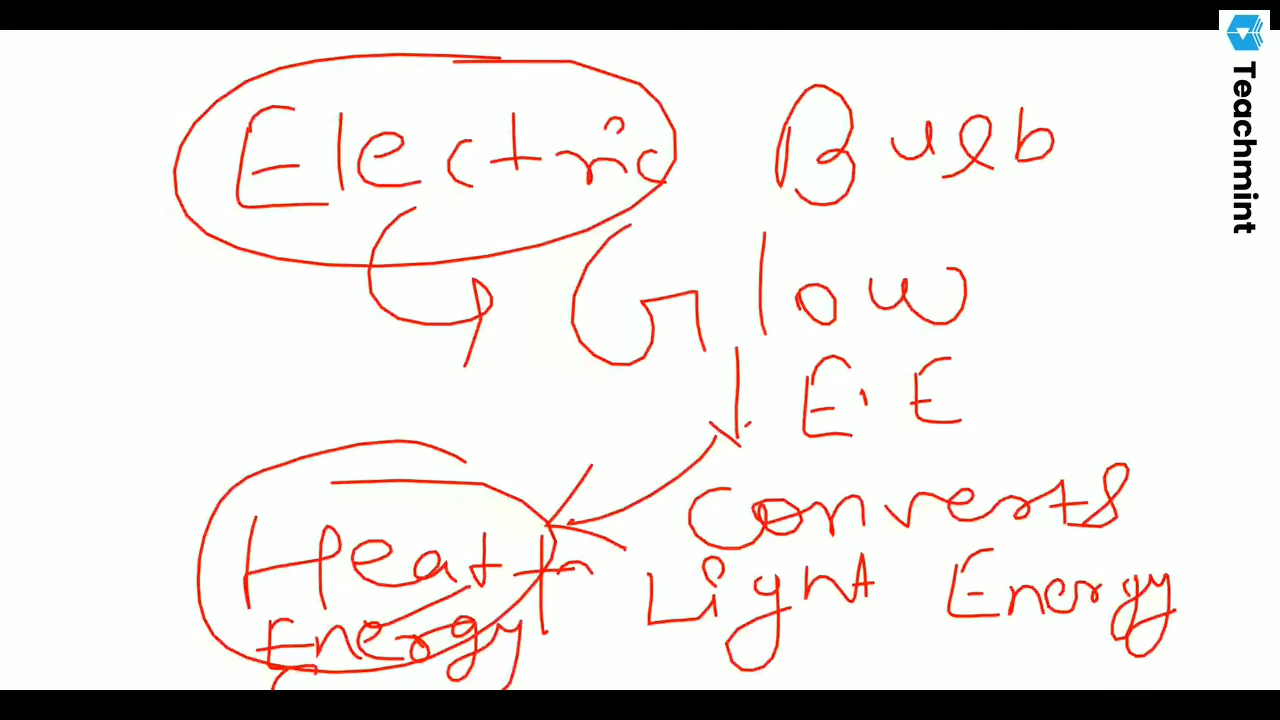 Electric Bulb
Glow
E.E
Converts
Heat + Light Energy
Energy
Teachmint